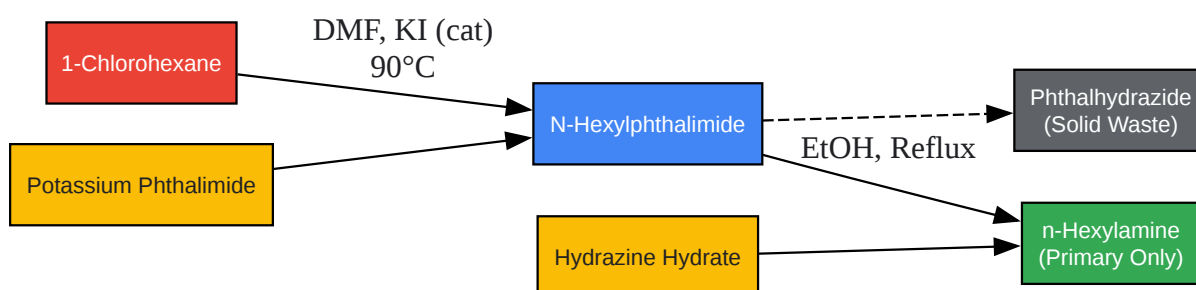 1-Chlorohexane
DMF, KI (cat)
90°C
Potassium Phthalimide
N-Hexylphthalimide
Phthalhydrazide
(Solid Waste)
EtOH, Reflux
Hydrazine Hydrate
n-Hexylamine
(Primary Only)